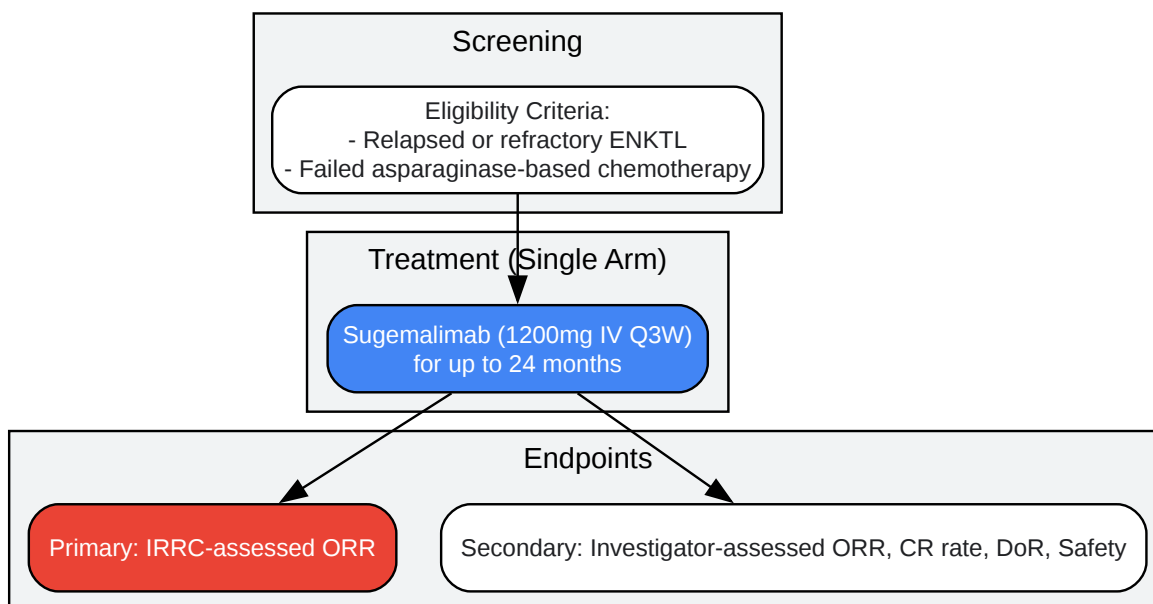 Screening
Eligibility Criteria:
- Relapsed or refractory ENKTL
- Failed asparaginase-based chemotherapy
Treatment (Single Arm)
Sugemalimab (1200mg IV Q3W)
for up to 24 months
Endpoints
Primary: IRRC-assessed ORR
Secondary: Investigator-assessed ORR, CR rate, DoR, Safety